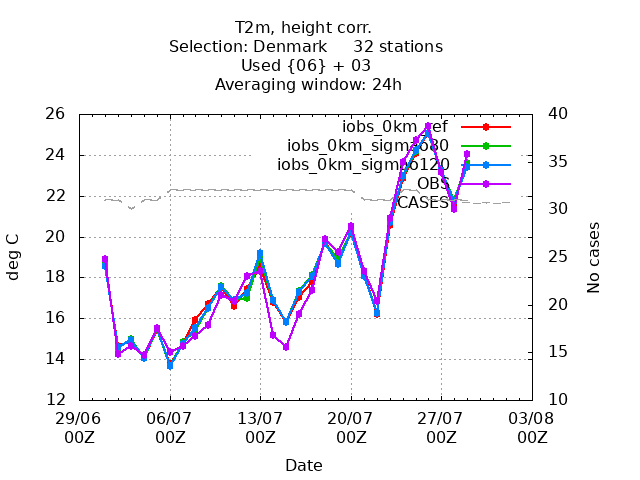 T2m, height corr.
Selection: Denmark 32 stations
Used {06} + 03
Averaging window: 24h
26 40
iobs_0km_ref
iobs_0km_sigmao80
24 35
iobs_0km_sigmao120
OBS
22 30
CASES
20 25
deg C
No cases
18 20
16 15
14
12 10
29/06 06/07 13/07 20/07 27/07 03/08
00Z 00Z 00Z 00Z 00Z 00Z
Date